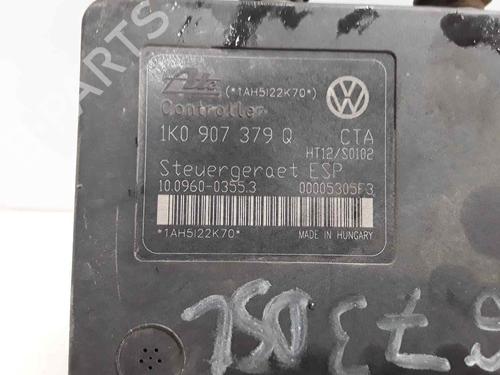 Ate (*1AH5I22K70*)
Controller
1K0 907 379 Q CTA
HT12/S0102
Steuergeraet ESP
10.0960-0355.3 00005305F3
*1AH5I22K70* MADE IN HUNGARY